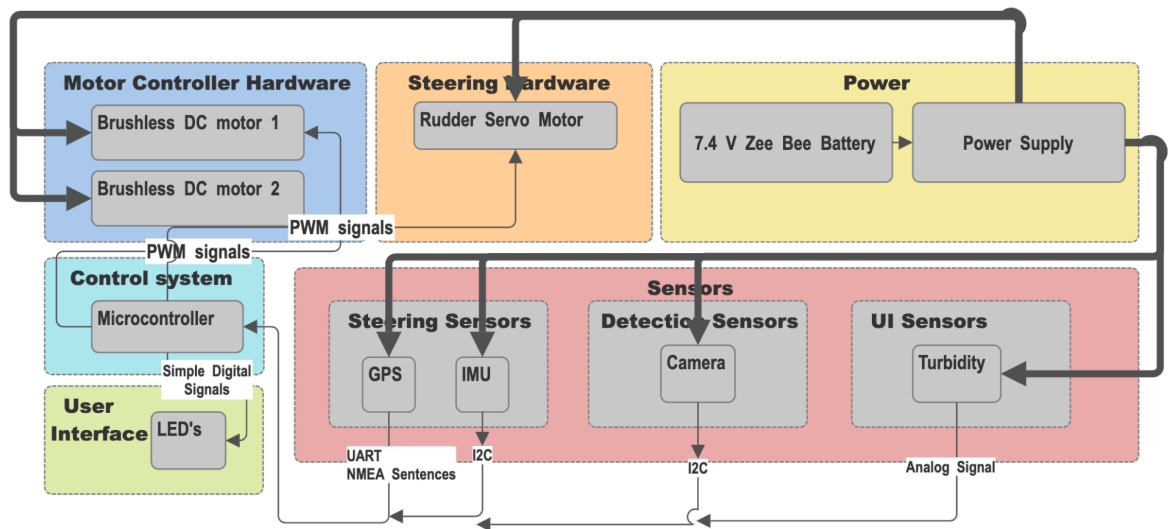 Motor Controller Hardware
Brushless DC motor 1
Brushless DC motor 2
PWM signals
PWM signals
Steering Hardware
Rudder Servo Motor
Power
7.4 V Zee Bee Battery
Power Supply
Control system
Microcontroller
Simple Digital
Signals
User
Interface
LED's
Sensors
Steering Sensors
GPS
IMU
Detection Sensors
Camera
UI Sensors
Turbidity
UART
NMEA Sentences
I2C
I2C
Analog Signal